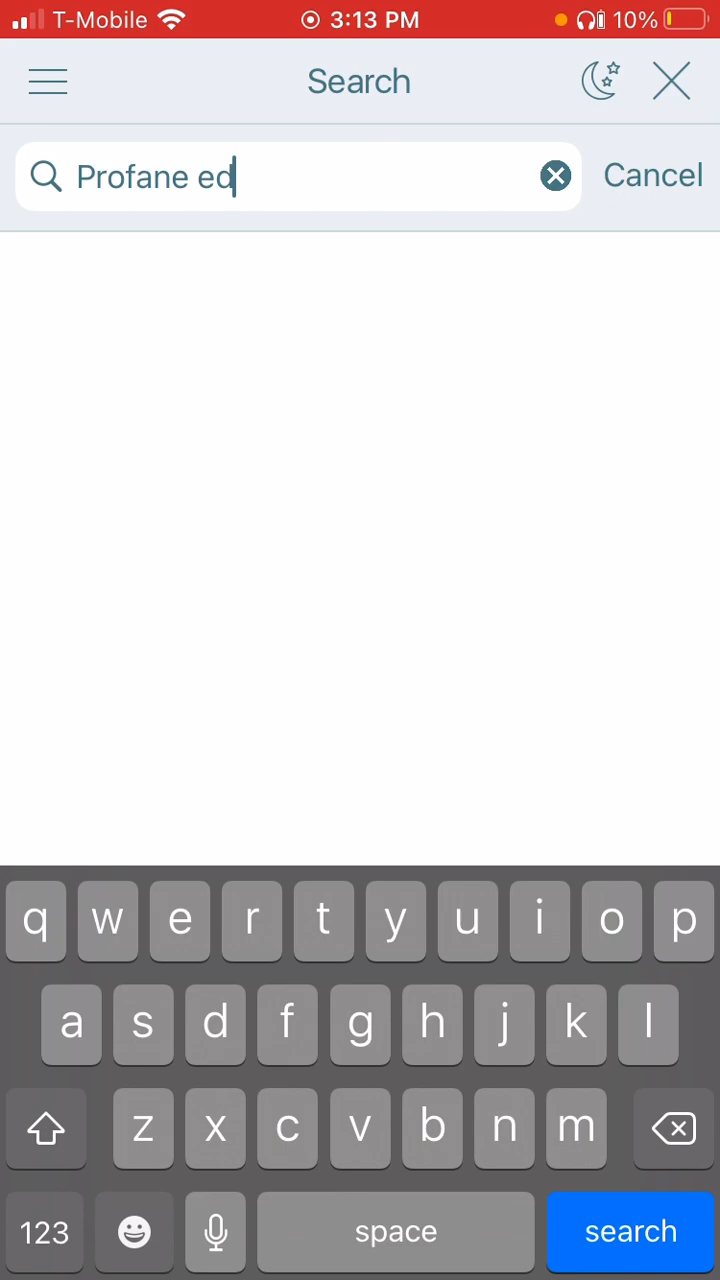 T-Mobile 3:13 PM 10%
Search
Profane ed Cancel
q w e r t y u i o p
a s d f g h j k l
z x c v b n m
123 space search